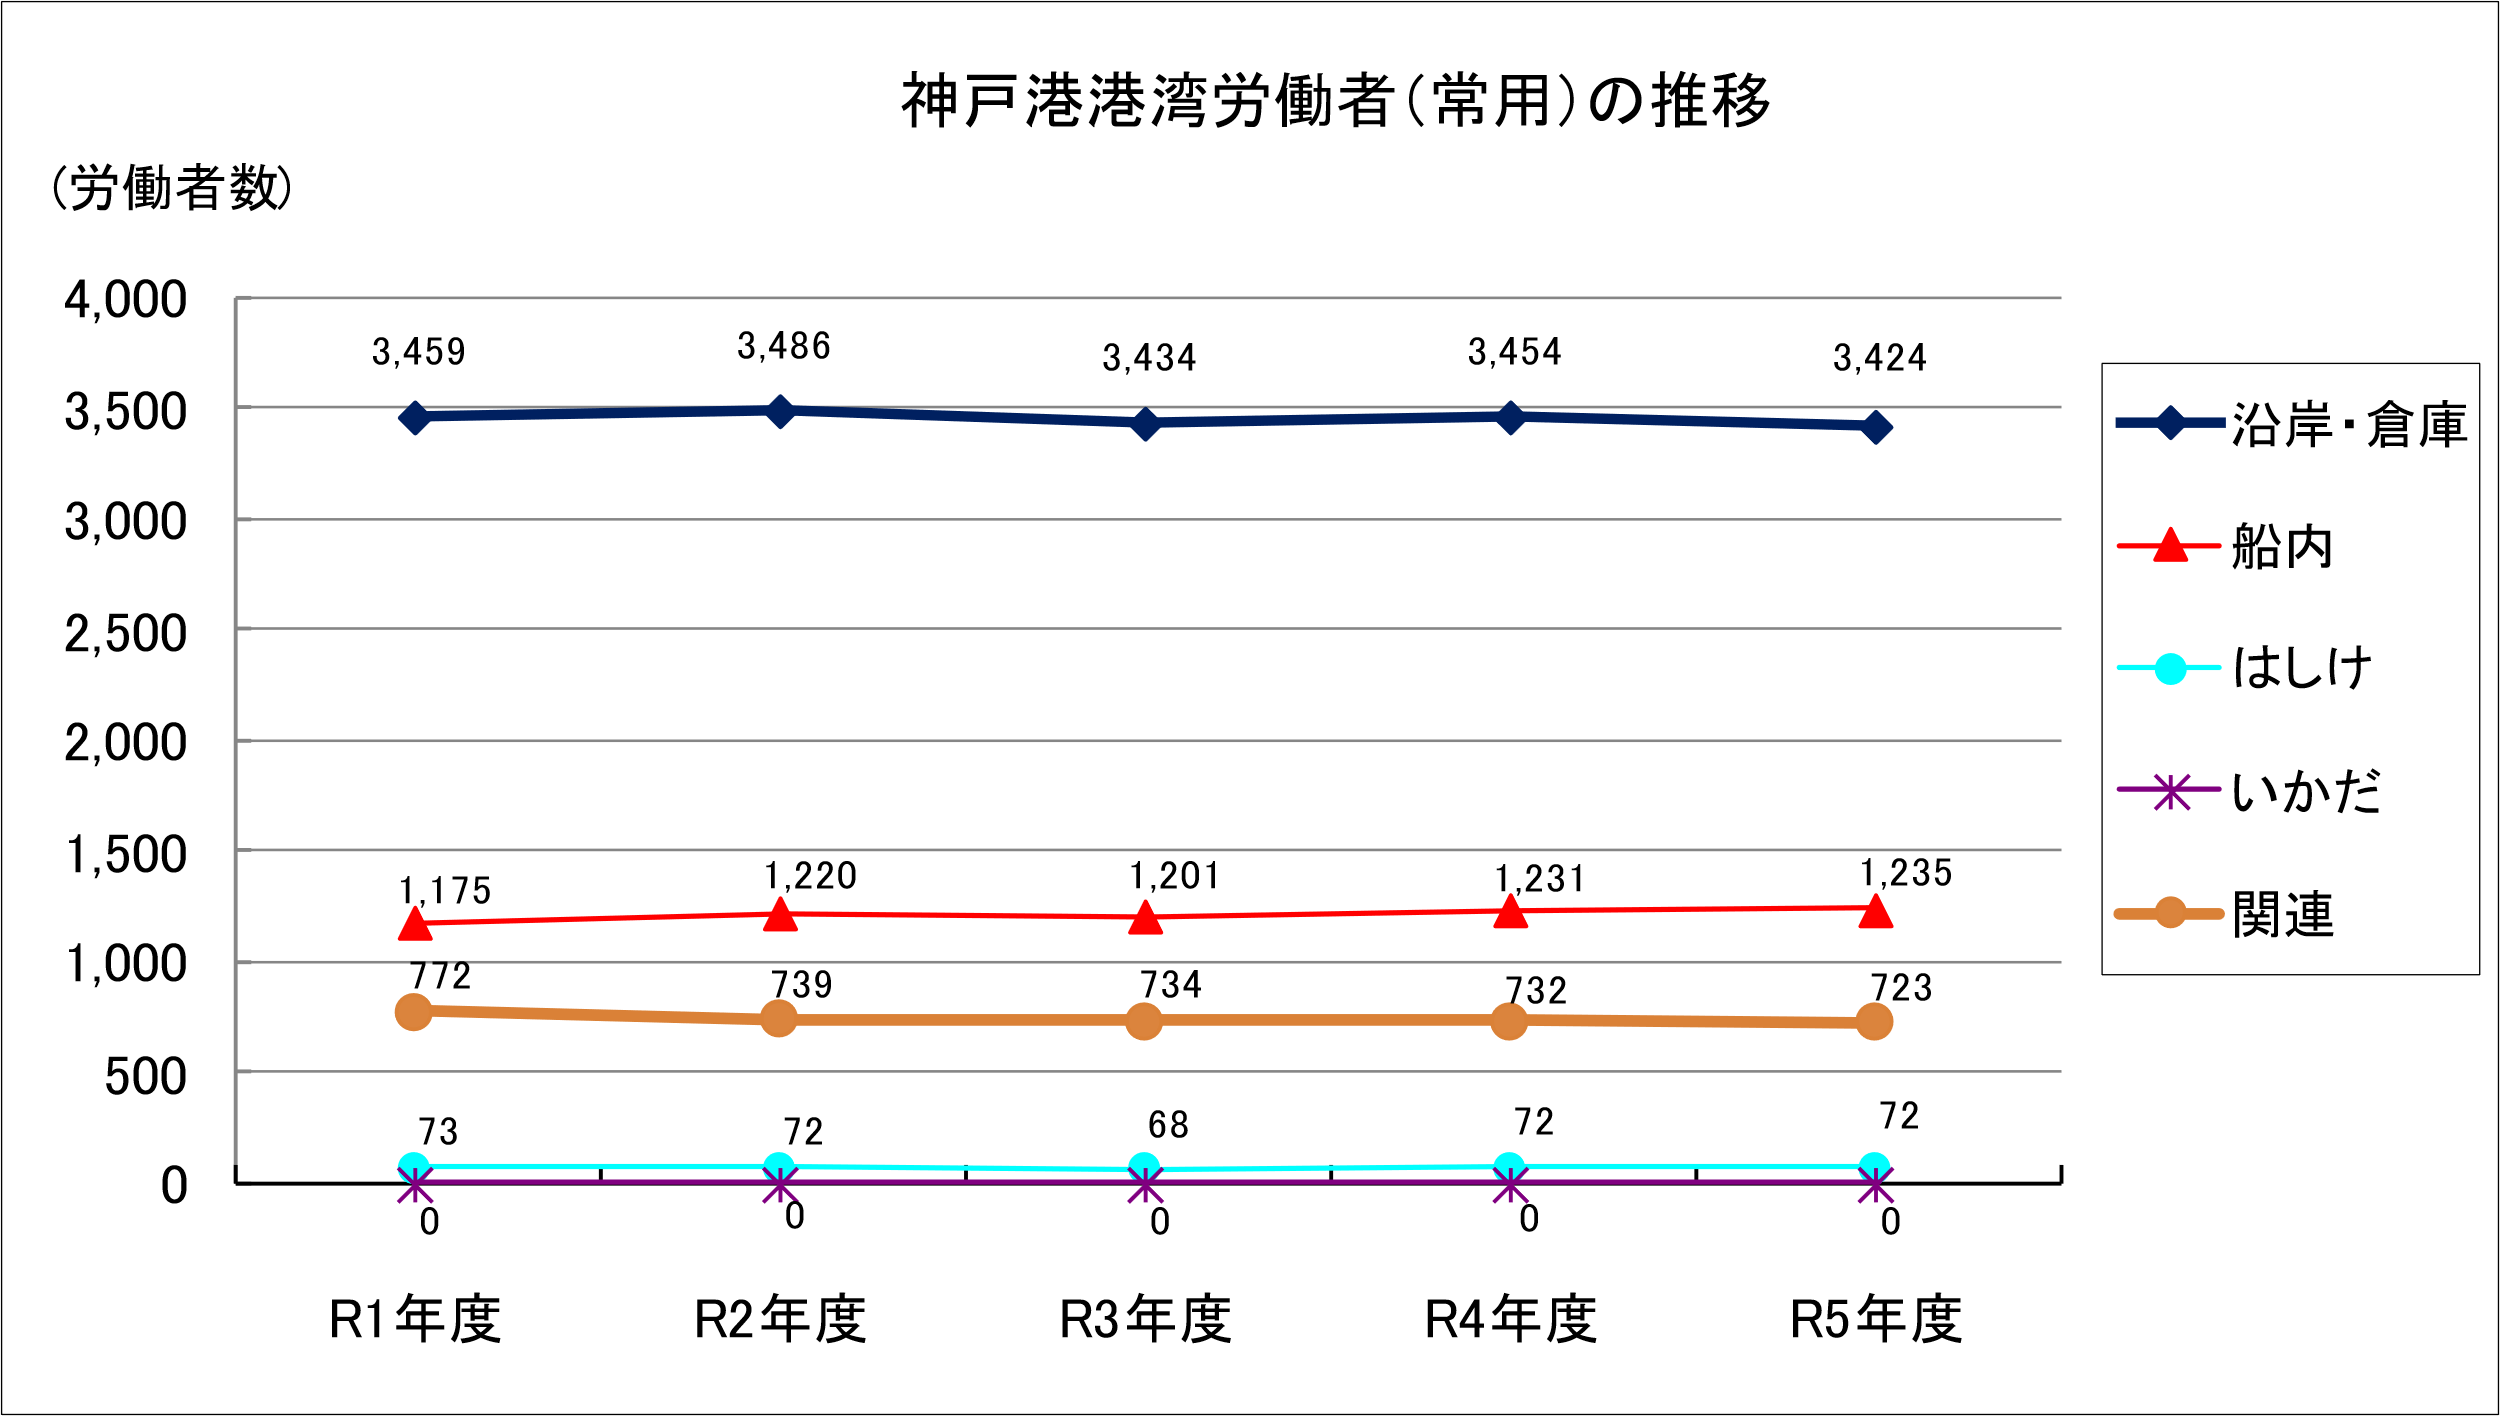 神戸港港湾労働者(常用)の推移
(労働者数)
4,000
3,500
3,000
2,500
2,000
1,500
1,000
500
0
3,459 3,486 3,434 3,454 3,424
1,175 1,220 1,201 1,231 1,235
772 739 734 732 723
73 72 68 72 72
0 0 0 0 0
R1年度 R2年度 R3年度 R4年度 R5年度
沿岸・倉庫
船内
はしけ
いかだ
関連